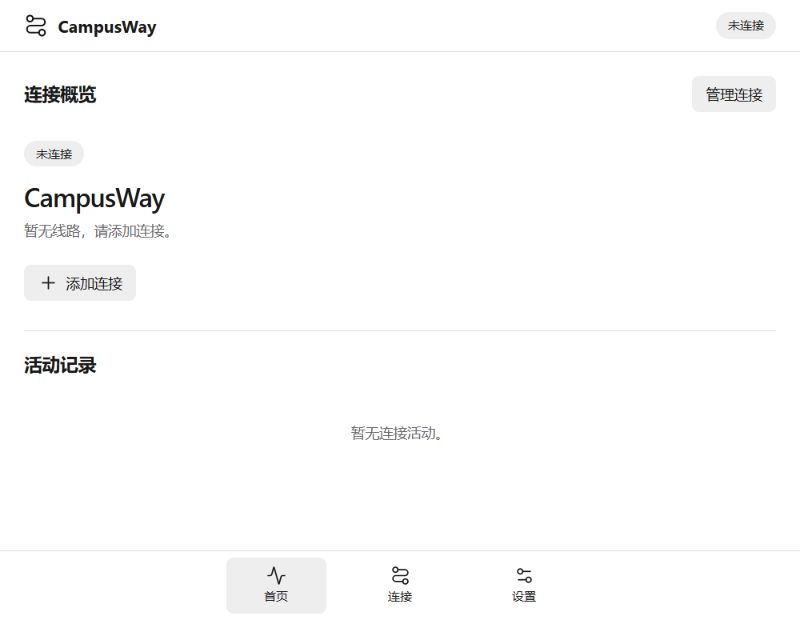 CampusWay
未连接
连接概览
管理连接
未连接
CampusWay
暂无线路，请添加连接。
添加连接
活动记录
暂无连接活动。
首页
连接
设置